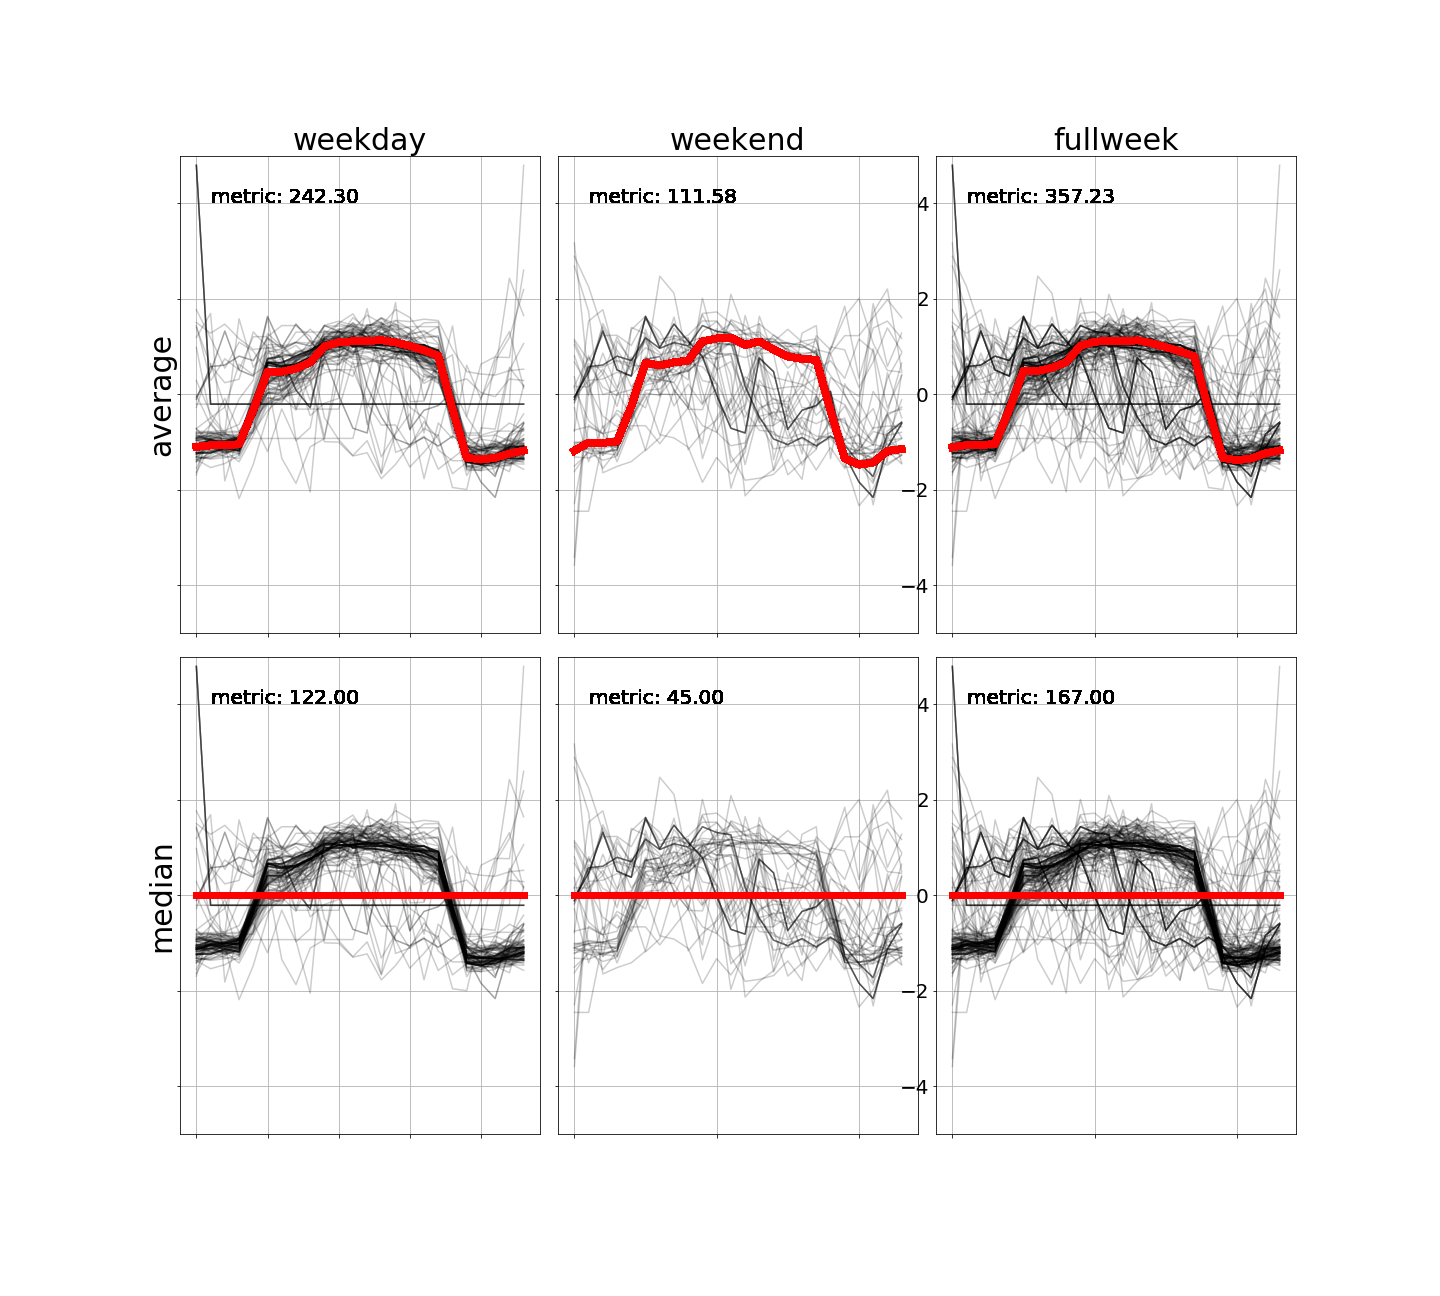 weekday
weekend
fullweek
average
metric: 242.30
metric: 111.58
metric: 357.23
4
2
0
−2
−4
median
metric: 122.00
metric: 45.00
metric: 167.00
4
2
0
−2
−4